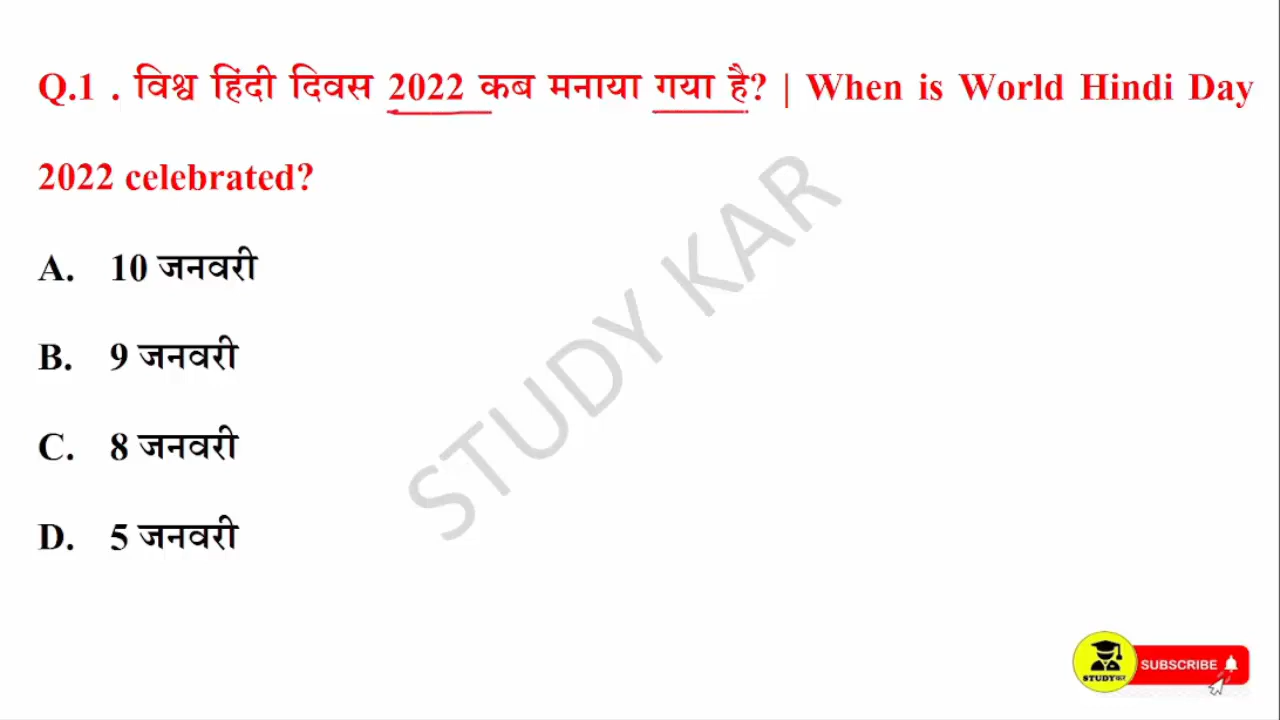 Q.1 . विश्व हिंदी दिवस 2022 कब मनाया गया है? | When is World Hindi Day
2022 celebrated?
A. 10 जनवरी
B. 9 जनवरी
C. 8 जनवरी
D. 5 जनवरी
STUDY KAR
SUBSCRIBE
STUDY